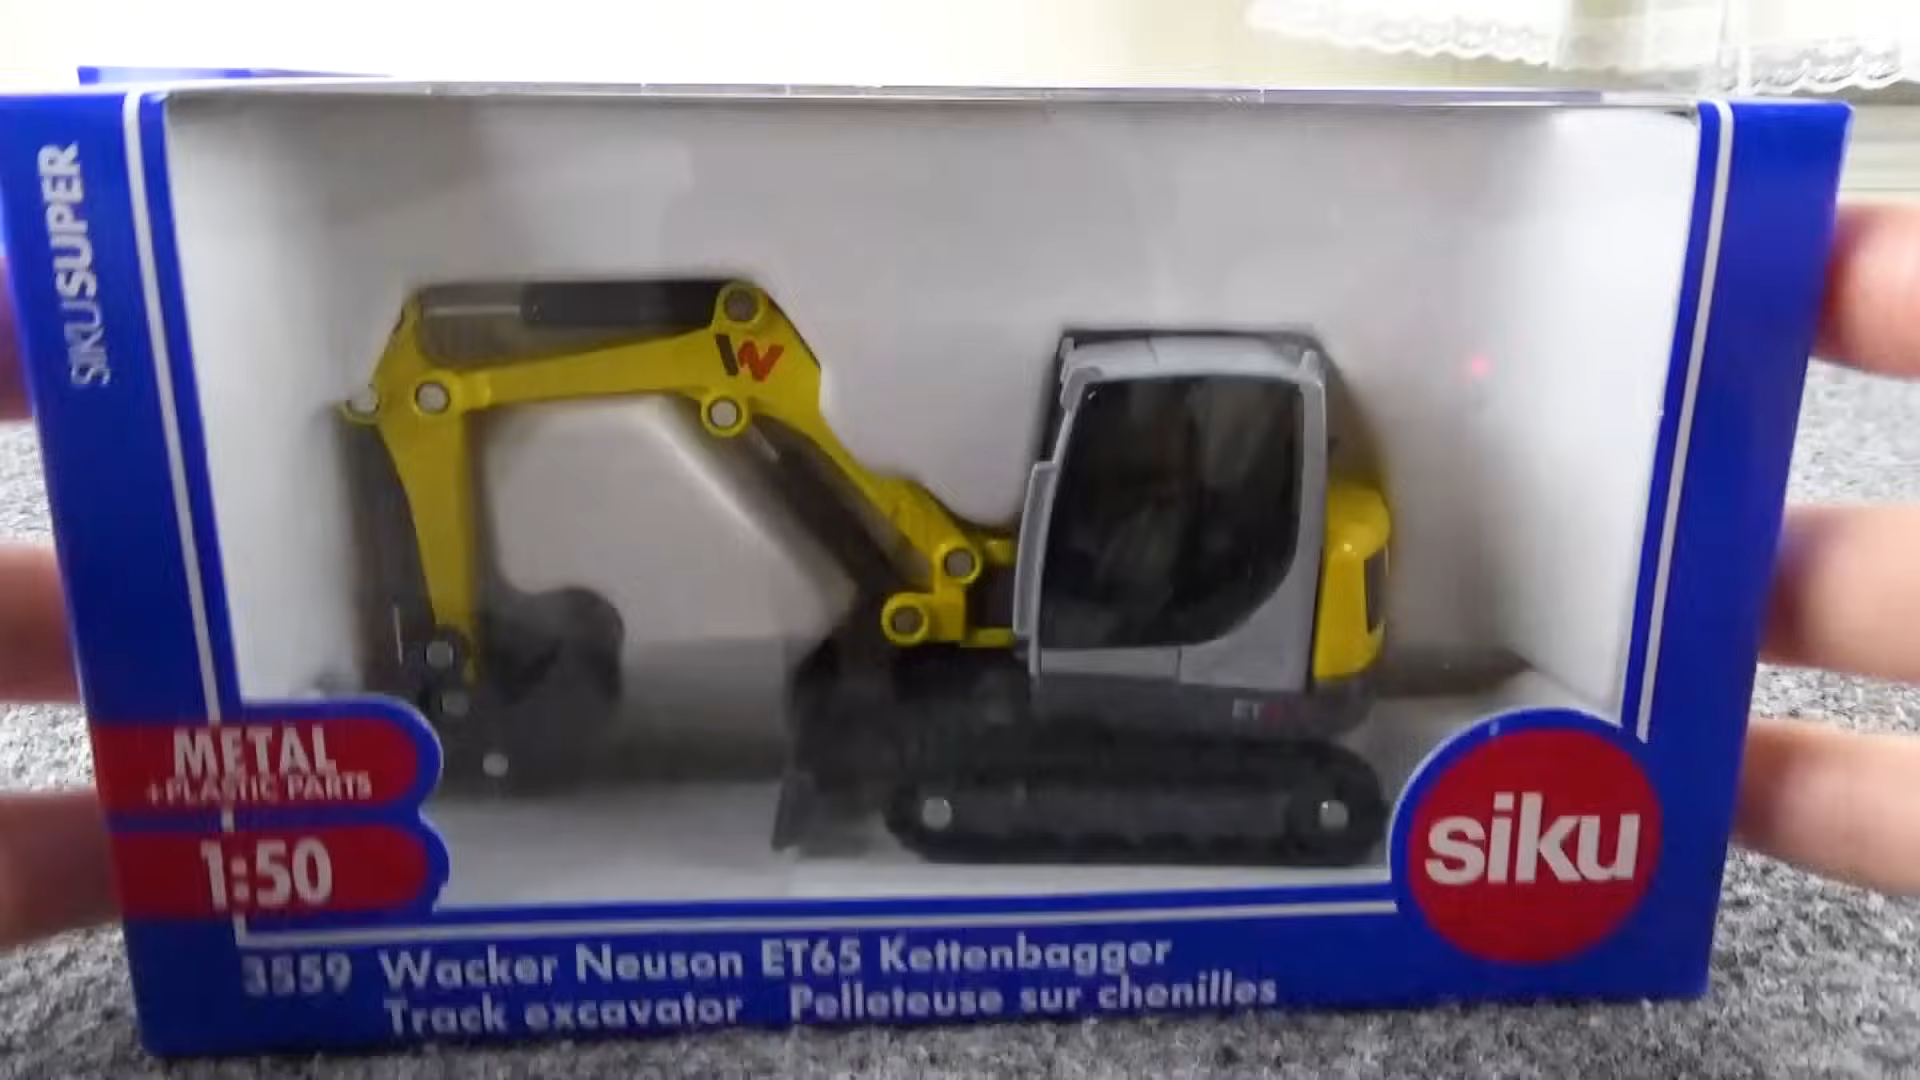 SIKUSUPER
METAL
+PLASTIC PARTS
1:50
siku
3559 Wacker Neuson ET65 Kettenbagger
Track excavator Pelleteuse sur chenilles